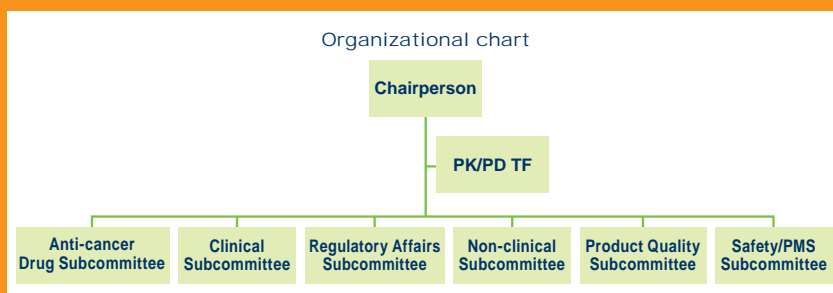 Organizational chart
Chairperson
PK/PD TF
Anti-cancer
Drug Subcommittee
Clinical
Subcommittee
Regulatory Affairs
Subcommittee
Non-clinical
Subcommittee
Product Quality
Subcommittee
Safety/PMS
Subcommittee